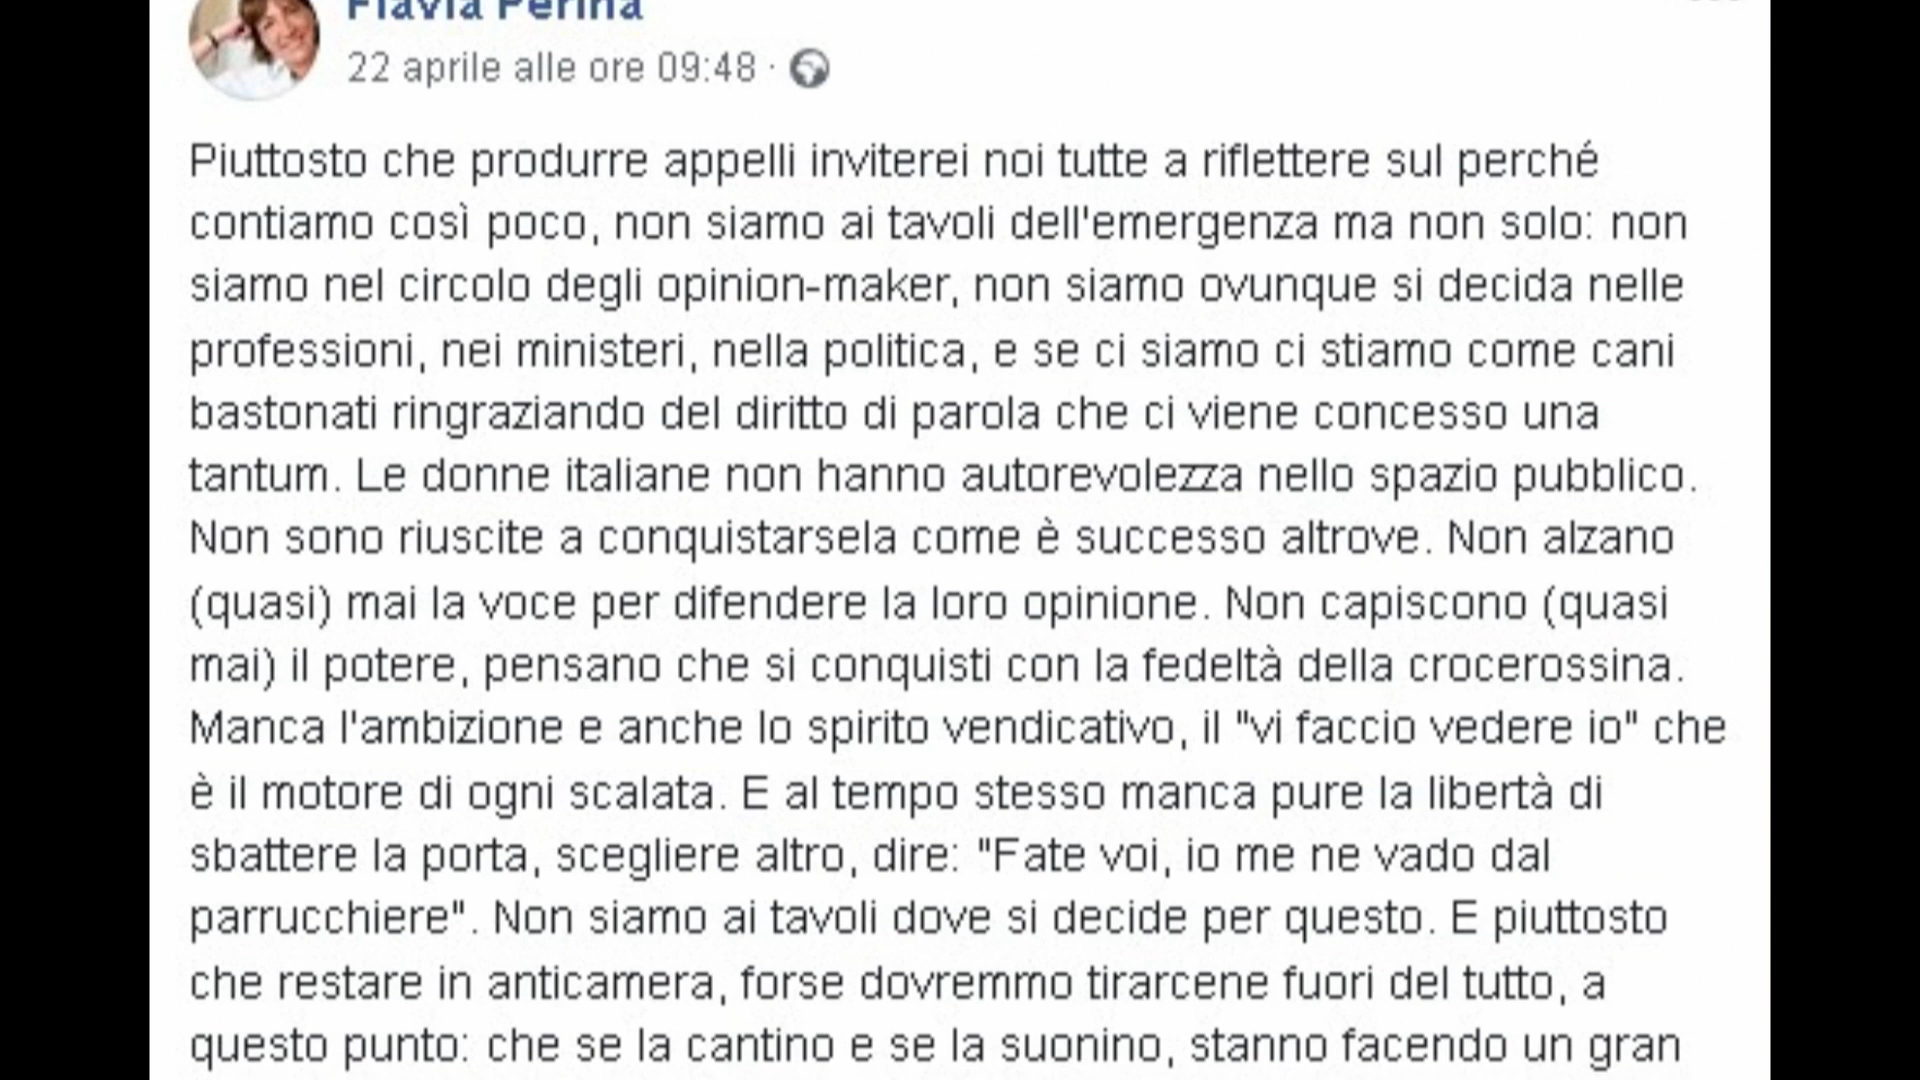 Flavia Perina
22 aprile alle ore 09:48 ·
Piuttosto che produrre appelli inviterei noi tutte a riflettere sul perché
contiamo così poco, non siamo ai tavoli dell'emergenza ma non solo: non
siamo nel circolo degli opinion-maker, non siamo ovunque si decida nelle
professioni, nei ministeri, nella politica, e se ci siamo ci stiamo come cani
bastonati ringraziando del diritto di parola che ci viene concesso una
tantum. Le donne italiane non hanno autorevolezza nello spazio pubblico.
Non sono riuscite a conquistarsela come è successo altrove. Non alzano
(quasi) mai la voce per difendere la loro opinione. Non capiscono (quasi
mai) il potere, pensano che si conquisti con la fedeltà della crocerossina.
Manca l'ambizione e anche lo spirito vendicativo, il "vi faccio vedere io" che
è il motore di ogni scalata. E al tempo stesso manca pure la libertà di
sbattere la porta, scegliere altro, dire: "Fate voi, io me ne vado dal
parrucchiere". Non siamo ai tavoli dove si decide per questo. E piuttosto
che restare in anticamera, forse dovremmo tirarcene fuori del tutto, a
questo punto: che se la cantino e se la suonino, stanno facendo un gran